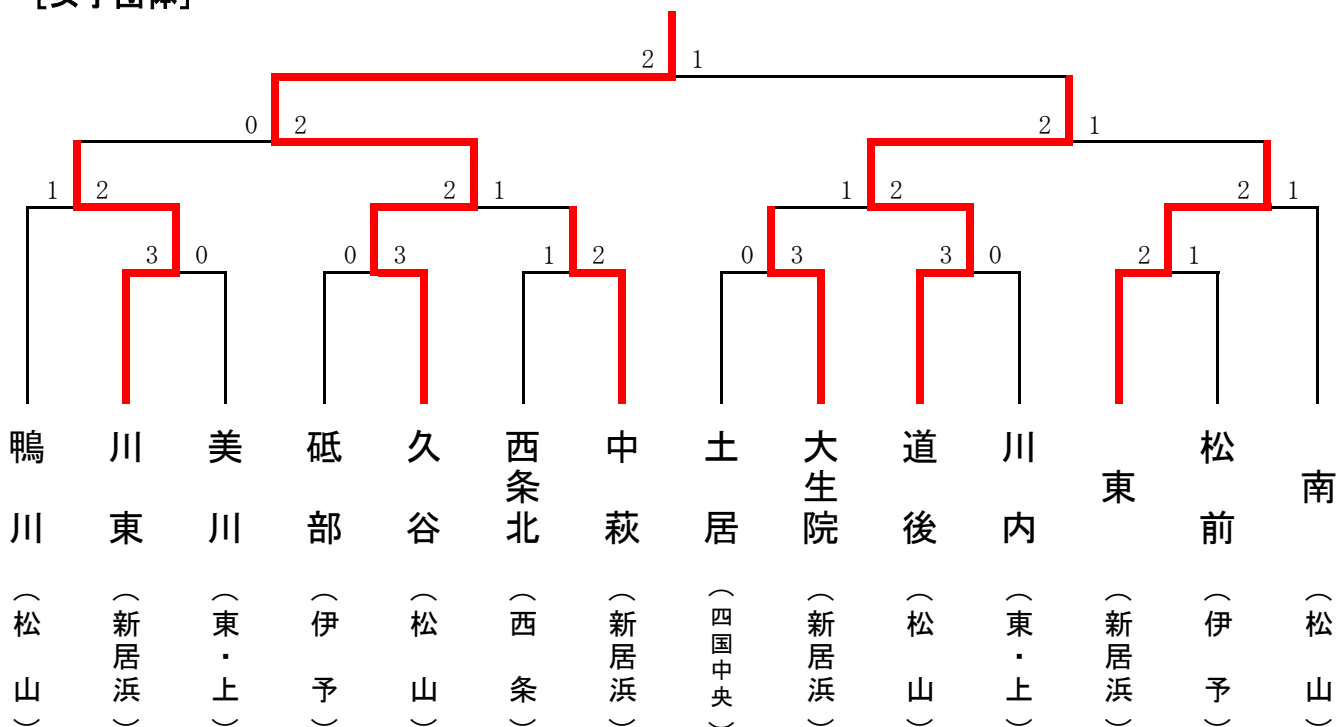 [女子団体]
2 1
0 2 2 1
1 2 2 1 1 2 2 1
3 0 0 3 1 2 0 3 3 0 2 1
鴨川 川東 美川 砥部 久谷 西条北 中萩 土居 大生院 道後 川内 東 松前 南
（松山） （新居浜） （東・上） （伊予） （松山） （西条） （新居浜） （四国中央） （新居浜） （松山） （東・上） （新居浜） （伊予） （松山）